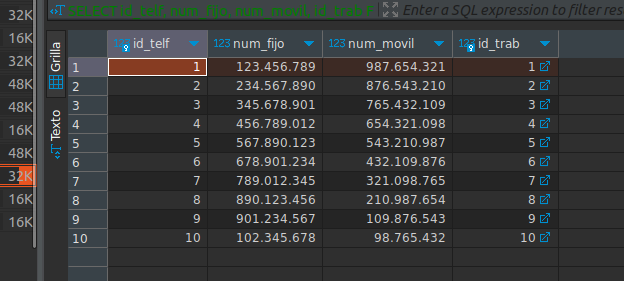 32K
16K
48K
48K
48K
16K
48K
32K
16K
16K
SELECT id_telf, num_fijo, num_movil, id_trab F
Enter a SQL expression to filter res
Grilla
Texto
id_telf 123 num_fijo 123 num_movil 123 id_trab
1 1 123.456.789 987.654.321 1
2 2 234.567.890 876.543.210 2
3 3 345.678.901 765.432.109 3
4 4 456.789.012 654.321.098 4
5 5 567.890.123 543.210.987 5
6 6 678.901.234 432.109.876 6
7 7 789.012.345 321.098.765 7
8 8 890.123.456 210.987.654 8
9 9 901.234.567 109.876.543 9
10 10 102.345.678 98.765.432 10